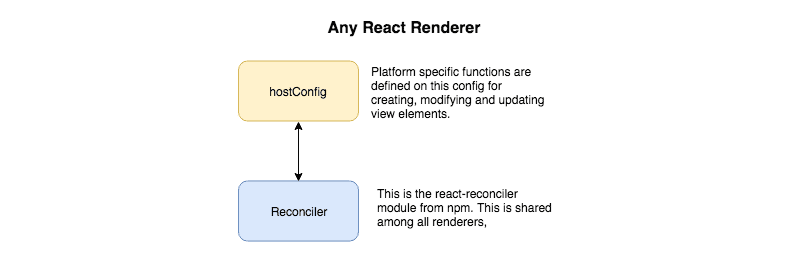 Any React Renderer
hostConfig
Platform specific functions are
defined on this config for
creating, modifying and updating
view elements.
Reconciler
This is the react-reconciler
module from npm. This is shared
among all renderers,